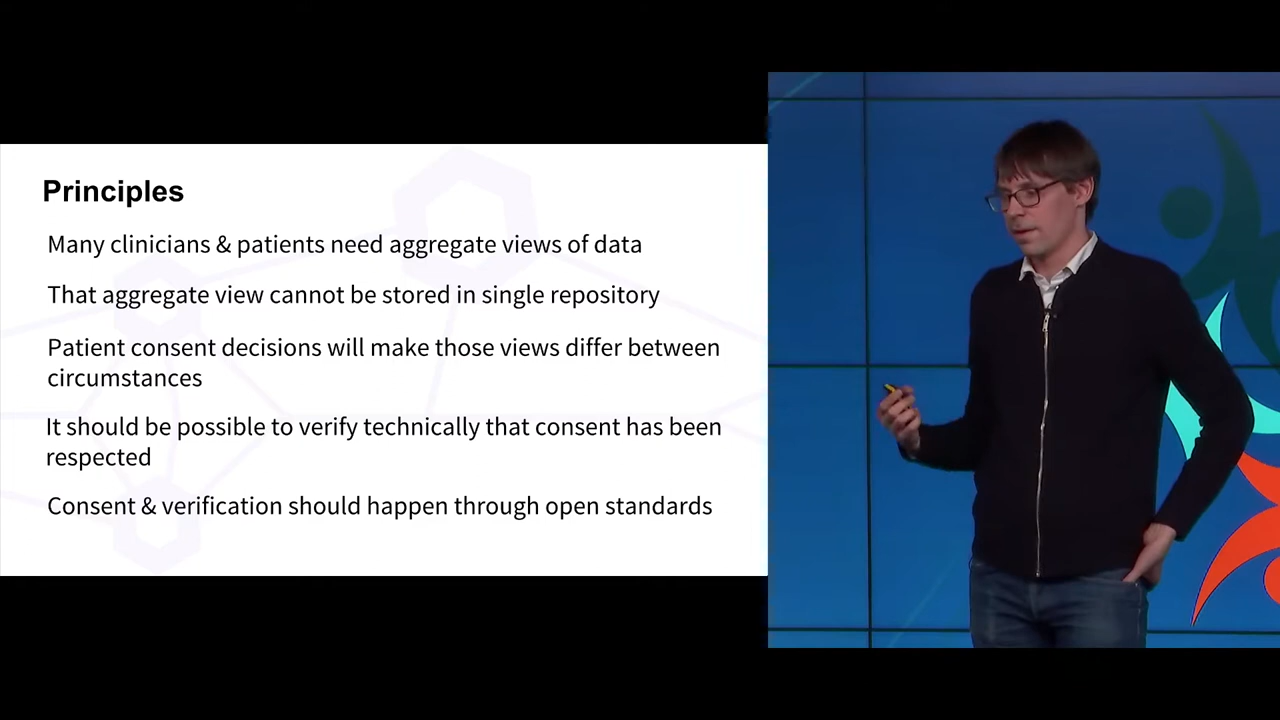 Principles
Many clinicians & patients need aggregate views of data
That aggregate view cannot be stored in single repository
Patient consent decisions will make those views differ between
circumstances
It should be possible to verify technically that consent has been
respected
Consent & verification should happen through open standards